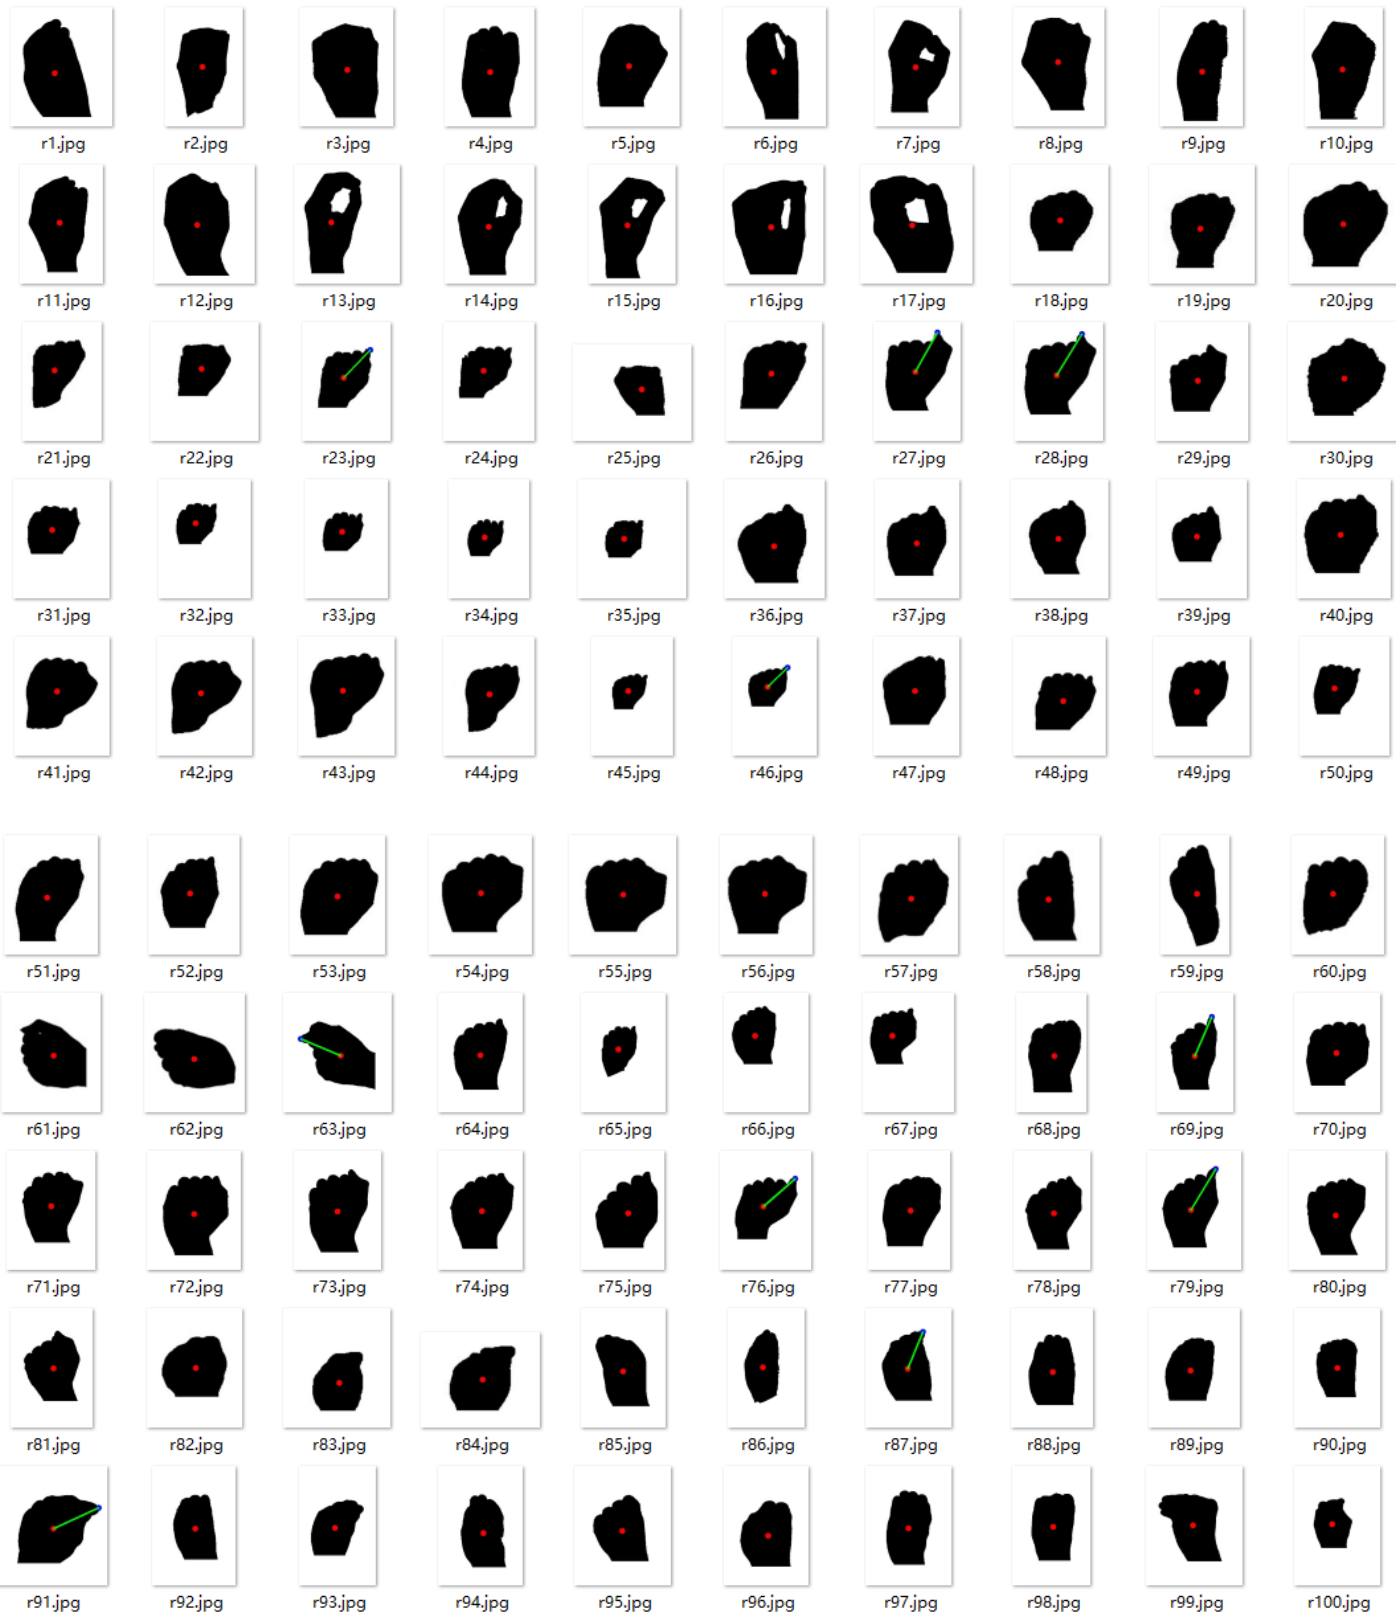 r1.jpg r2.jpg r3.jpg r4.jpg r5.jpg r6.jpg r7.jpg r8.jpg r9.jpg r10.jpg
r11.jpg r12.jpg r13.jpg r14.jpg r15.jpg r16.jpg r17.jpg r18.jpg r19.jpg r20.jpg
r21.jpg r22.jpg r23.jpg r24.jpg r25.jpg r26.jpg r27.jpg r28.jpg r29.jpg r30.jpg
r31.jpg r32.jpg r33.jpg r34.jpg r35.jpg r36.jpg r37.jpg r38.jpg r39.jpg r40.jpg
r41.jpg r42.jpg r43.jpg r44.jpg r45.jpg r46.jpg r47.jpg r48.jpg r49.jpg r50.jpg
r51.jpg r52.jpg r53.jpg r54.jpg r55.jpg r56.jpg r57.jpg r58.jpg r59.jpg r60.jpg
r61.jpg r62.jpg r63.jpg r64.jpg r65.jpg r66.jpg r67.jpg r68.jpg r69.jpg r70.jpg
r71.jpg r72.jpg r73.jpg r74.jpg r75.jpg r76.jpg r77.jpg r78.jpg r79.jpg r80.jpg
r81.jpg r82.jpg r83.jpg r84.jpg r85.jpg r86.jpg r87.jpg r88.jpg r89.jpg r90.jpg
r91.jpg r92.jpg r93.jpg r94.jpg r95.jpg r96.jpg r97.jpg r98.jpg r99.jpg r100.jpg